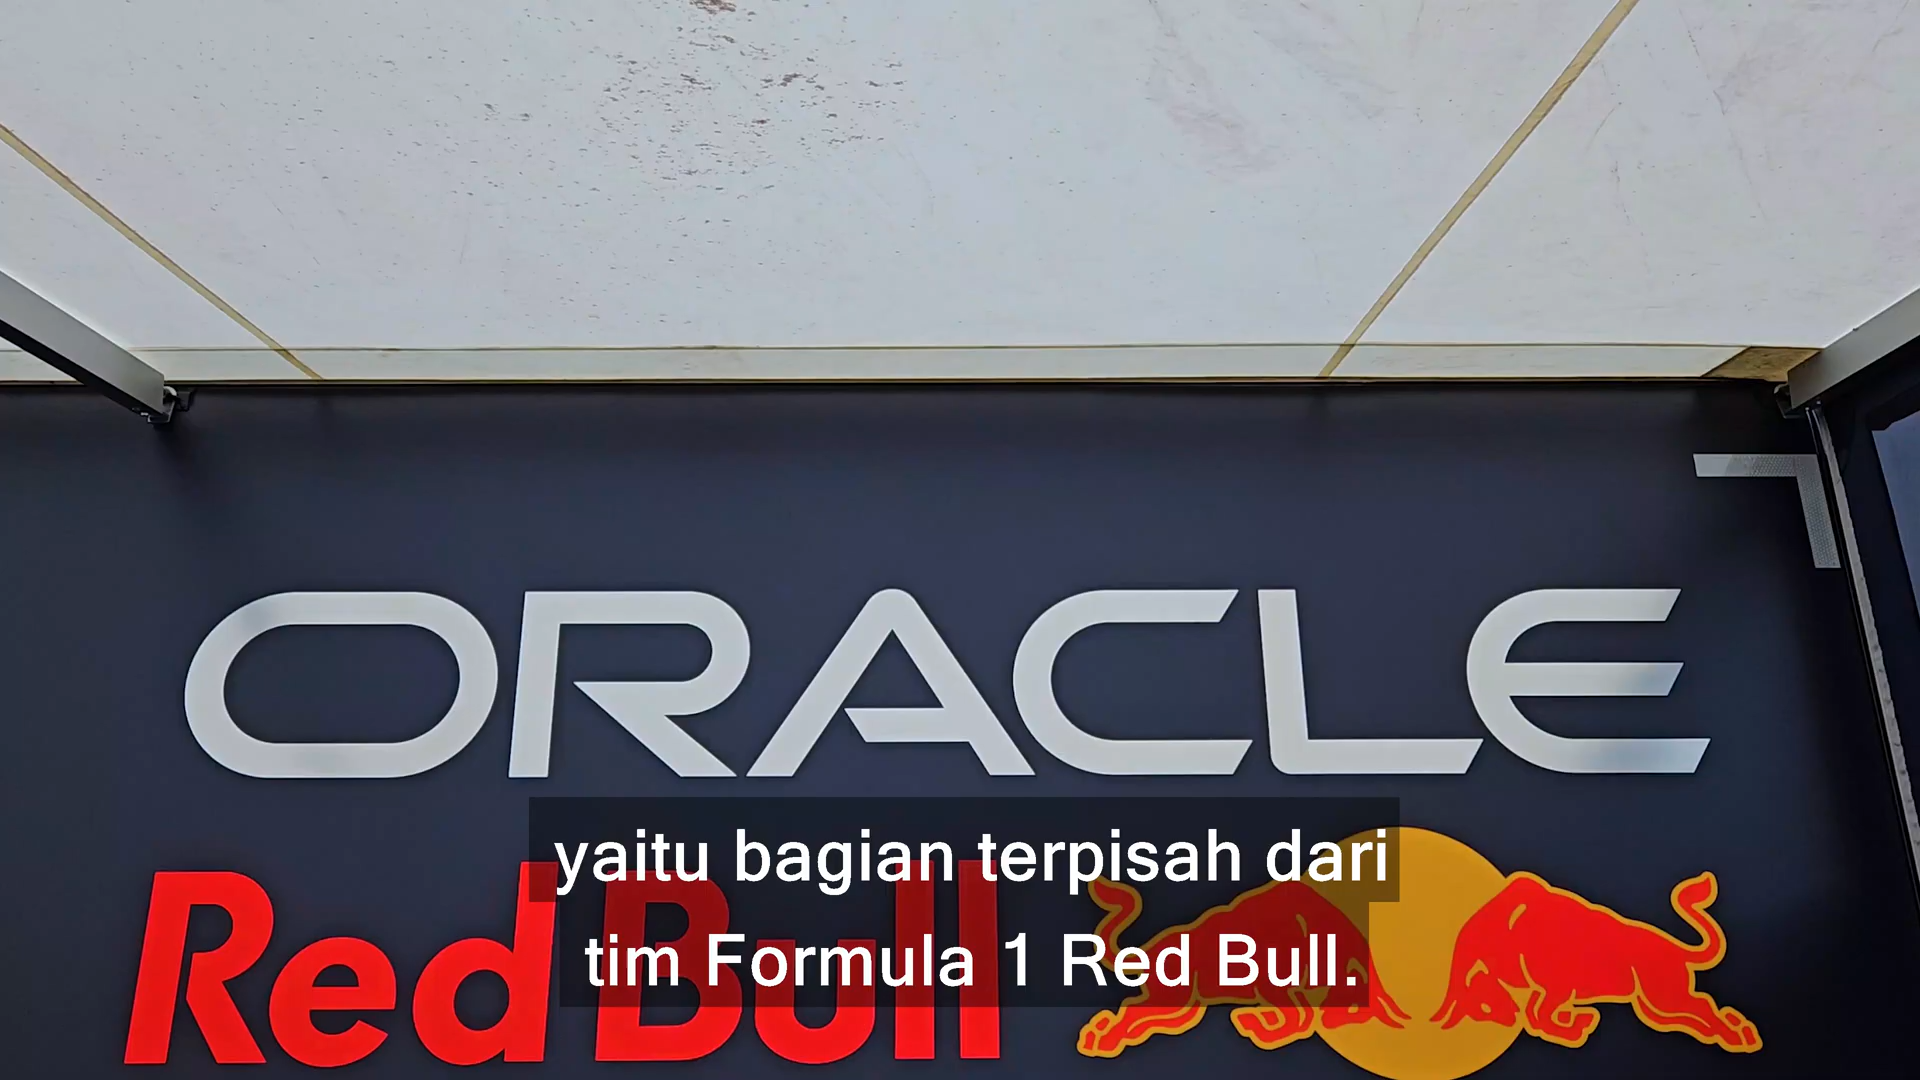 ORACLE
Red Bull
yaitu bagian terpisah dari
tim Formula 1 Red Bull.